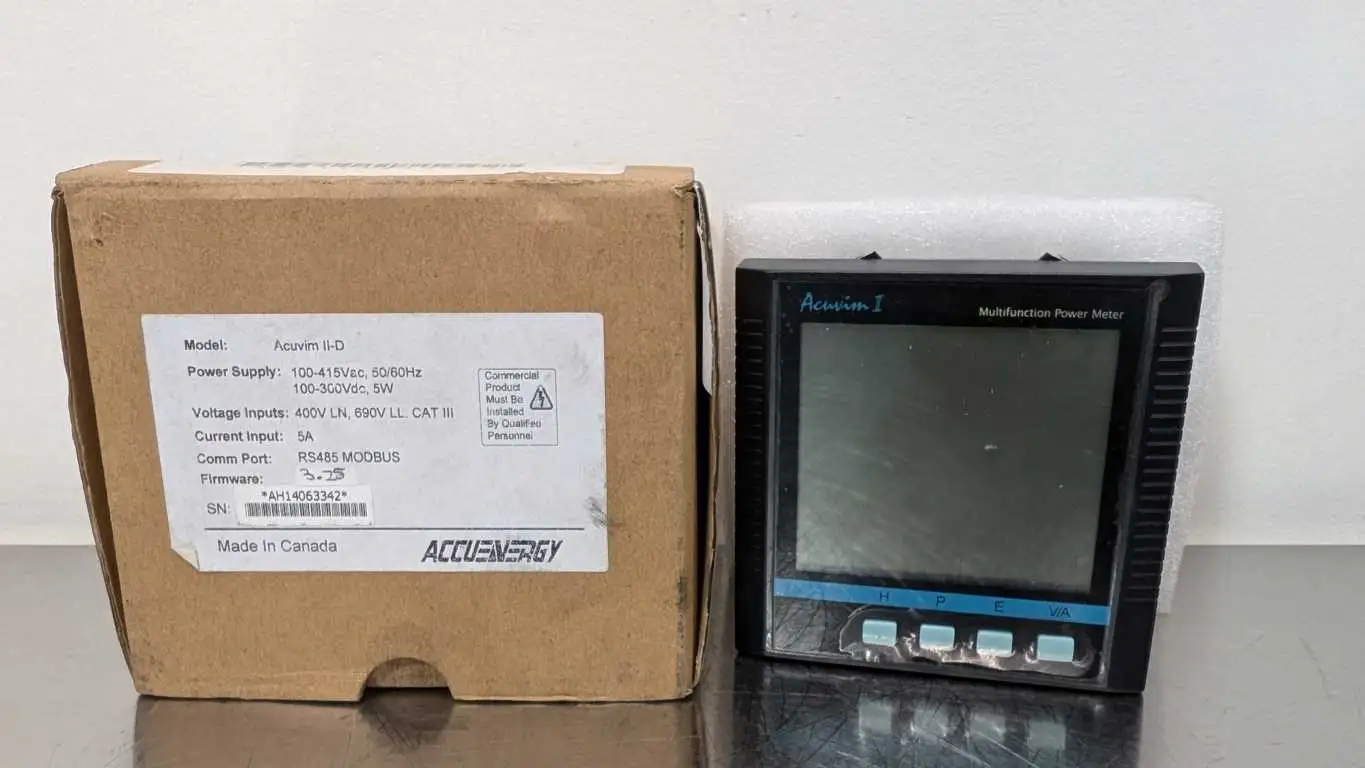 Model: Acuvim II-D
Power Supply: 100-415Vac, 50/60Hz
100-300Vdc, 5W
Voltage Inputs: 400V LN, 690V LL. CAT III
Current Input: 5A
Comm Port: RS485 MODBUS
Firmware: 3.25
SN: *AH14063342*
Made In Canada
ACCUENERGY
Commercial
Product
Must Be
Installed
By Qualified
Personnel
Acuvim I
Multifunction Power Meter
H P E V/A